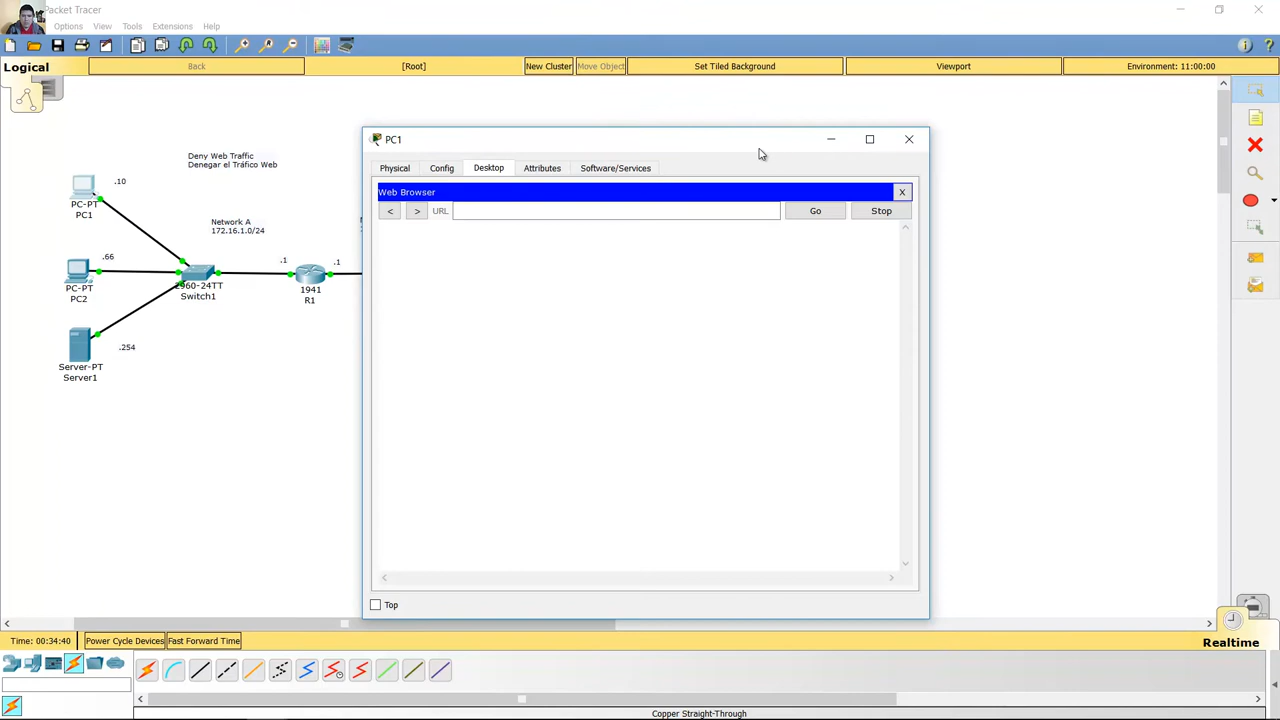 Packet Tracer
Options View Tools Extensions Help
Logical
Back
[Root]
New Cluster
Move Object
Set Tiled Background
Viewport
Environment: 11:00:00
Deny Web Traffic
Denegar el Tráfico Web
.10
PC-PT
PC1
Network A
172.16.1.0/24
.66
PC-PT
PC2
2960-24TT
Switch1
.1
.1
1941
R1
.254
Server-PT
Server1
PC1
Physical Config Desktop Attributes Software/Services
Web Browser
X
< > URL Go Stop
Top
Time: 00:34:40
Power Cycle Devices
Fast Forward Time
Realtime
Copper Straight-Through